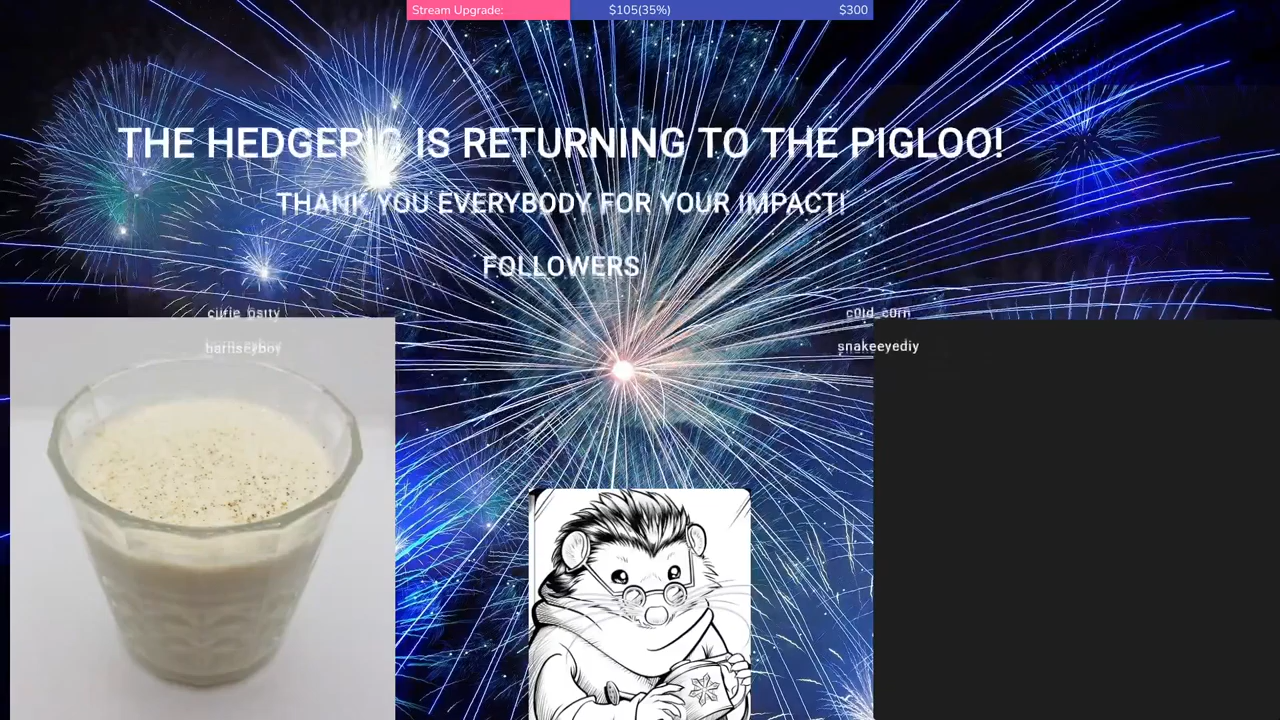 Stream Upgrade: $105(35%) $300
THE HEDGEPIG IS RETURNING TO THE PIGLOO!
THANK YOU EVERYBODY FOR YOUR IMPACT!
FOLLOWERS
c0ld_c0rn
snakeeyediy